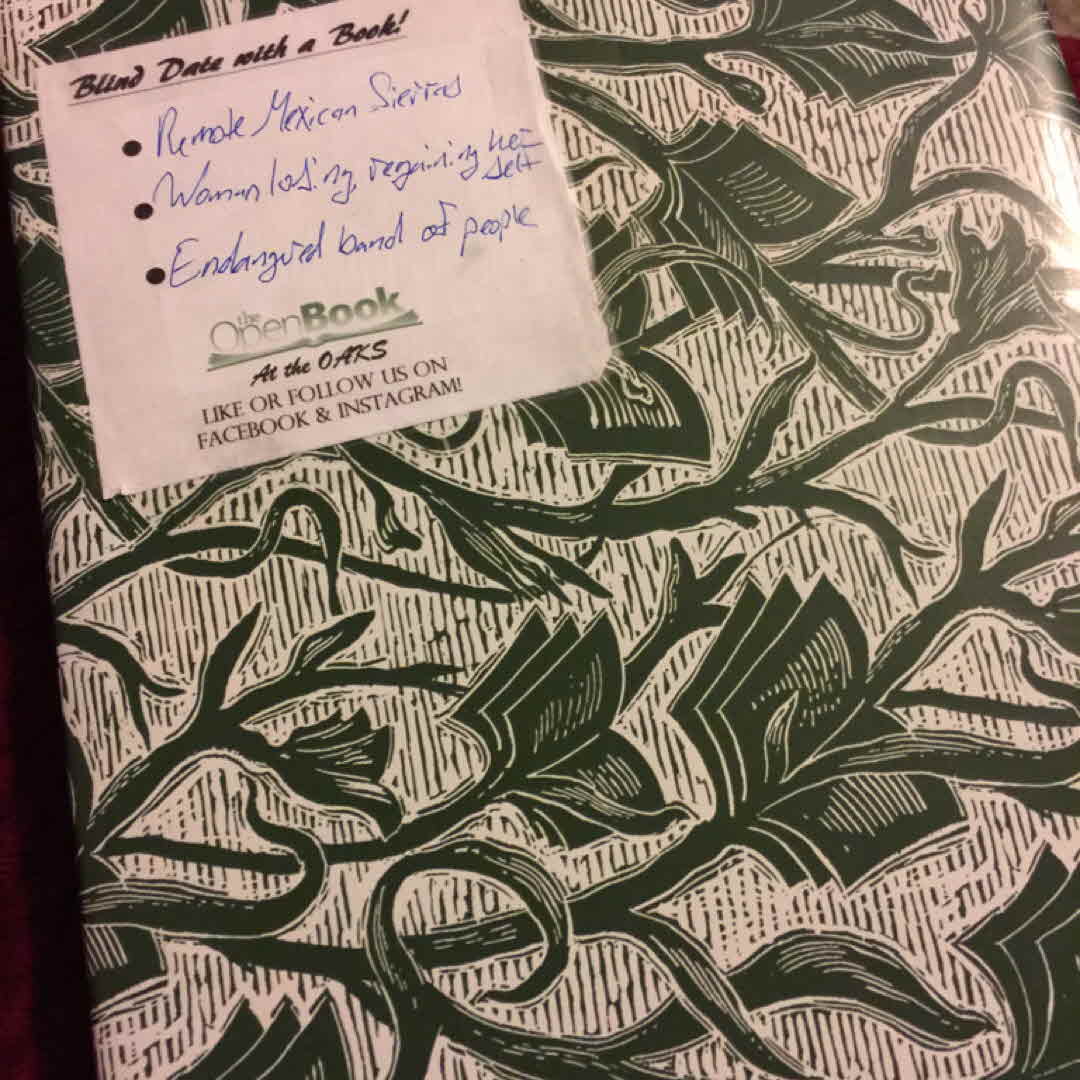 Blind Date with a Book!
• Remote Mexican Sierras
• Woman losing, regaining her
self
• Endangered band of people
the
OpenBook
At the OAKS
LIKE OR FOLLOW US ON
FACEBOOK & INSTAGRAM!